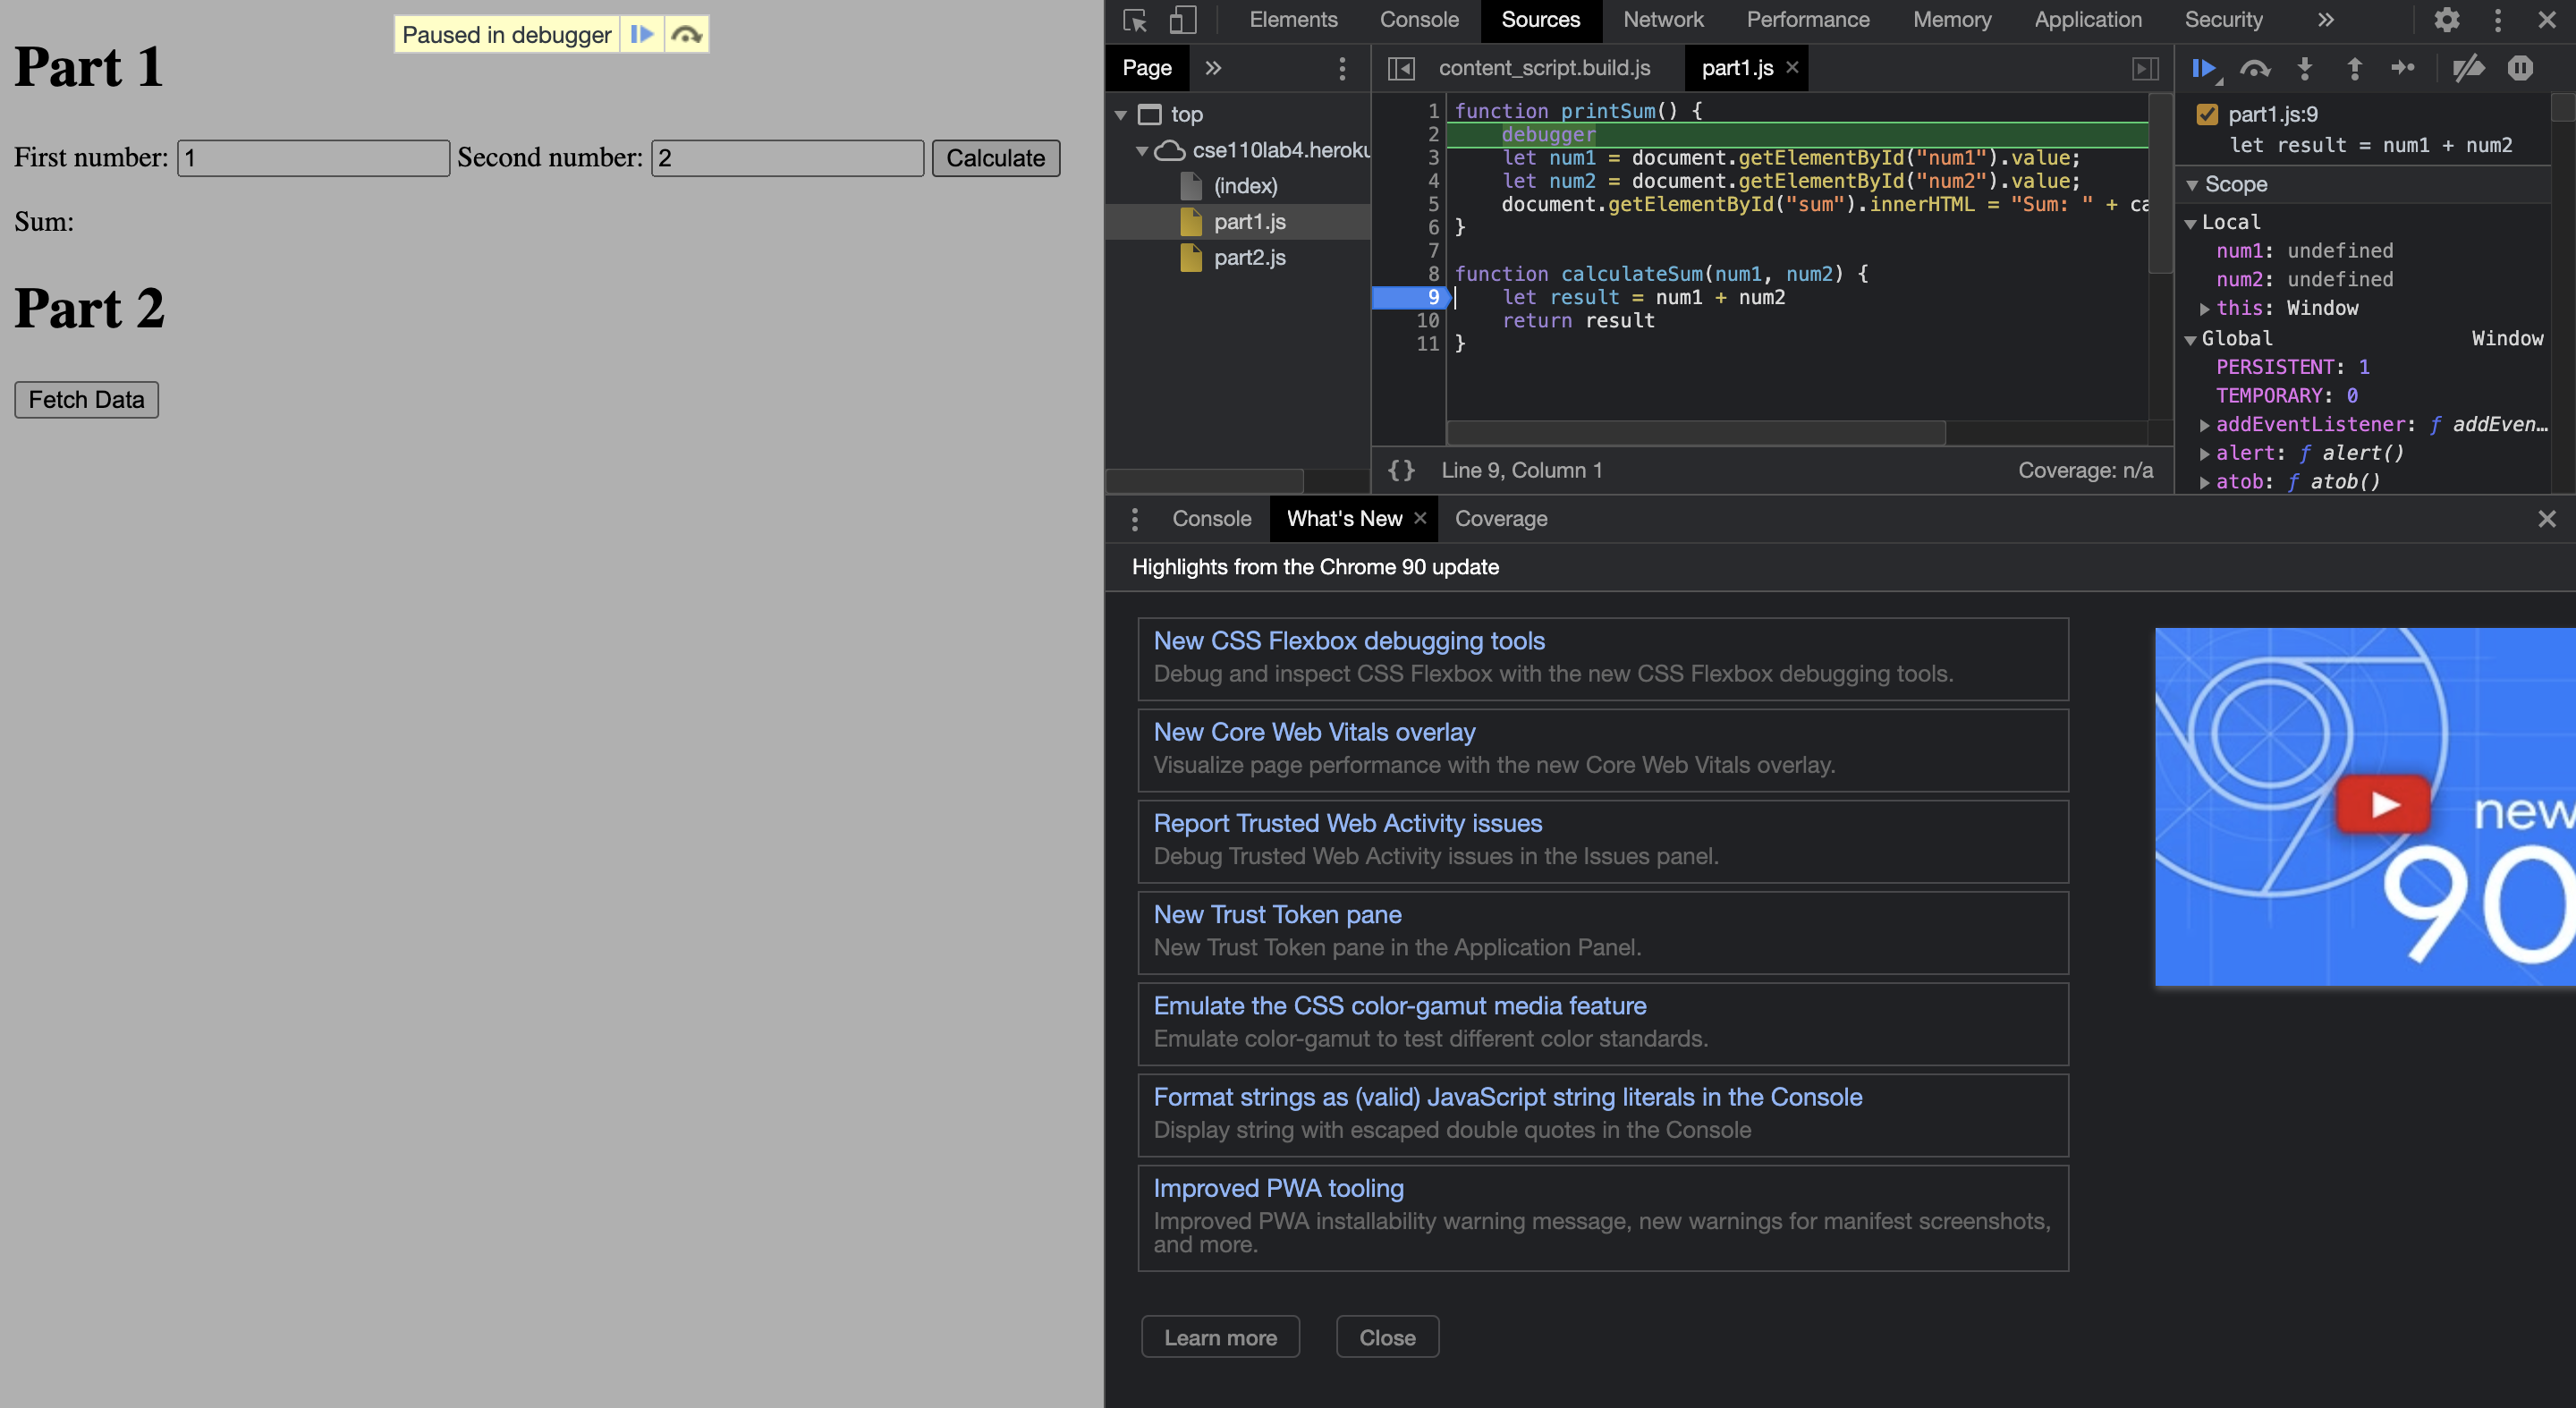 Paused in debugger
Part 1
First number: 1 Second number: 2 Calculate
Sum:
Part 2
Fetch Data
Elements Console Sources Network Performance Memory Application Security »
Page »
top
cse110lab4.heroku
(index)
part1.js
part2.js
content_script.build.js part1.js ×
1 function printSum() {
2 debugger
3 let num1 = document.getElementById("num1").value;
4 let num2 = document.getElementById("num2").value;
5 document.getElementById("sum").innerHTML = "Sum: " + ca
6 }
7
8 function calculateSum(num1, num2) {
9 let result = num1 + num2
10 return result
11 }
{} Line 9, Column 1 Coverage: n/a
part1.js:9
let result = num1 + num2
Scope
Local
num1: undefined
num2: undefined
this: Window
Global Window
PERSISTENT: 1
TEMPORARY: 0
addEventListener: ƒ addEven…
alert: ƒ alert()
atob: ƒ atob()
Console What's New × Coverage
Highlights from the Chrome 90 update
New CSS Flexbox debugging tools
Debug and inspect CSS Flexbox with the new CSS Flexbox debugging tools.
New Core Web Vitals overlay
Visualize page performance with the new Core Web Vitals overlay.
Report Trusted Web Activity issues
Debug Trusted Web Activity issues in the Issues panel.
New Trust Token pane
New Trust Token pane in the Application Panel.
Emulate the CSS color-gamut media feature
Emulate color-gamut to test different color standards.
Format strings as (valid) JavaScript string literals in the Console
Display string with escaped double quotes in the Console
Improved PWA tooling
Improved PWA installability warning message, new warnings for manifest screenshots,
and more.
Learn more Close
new
90